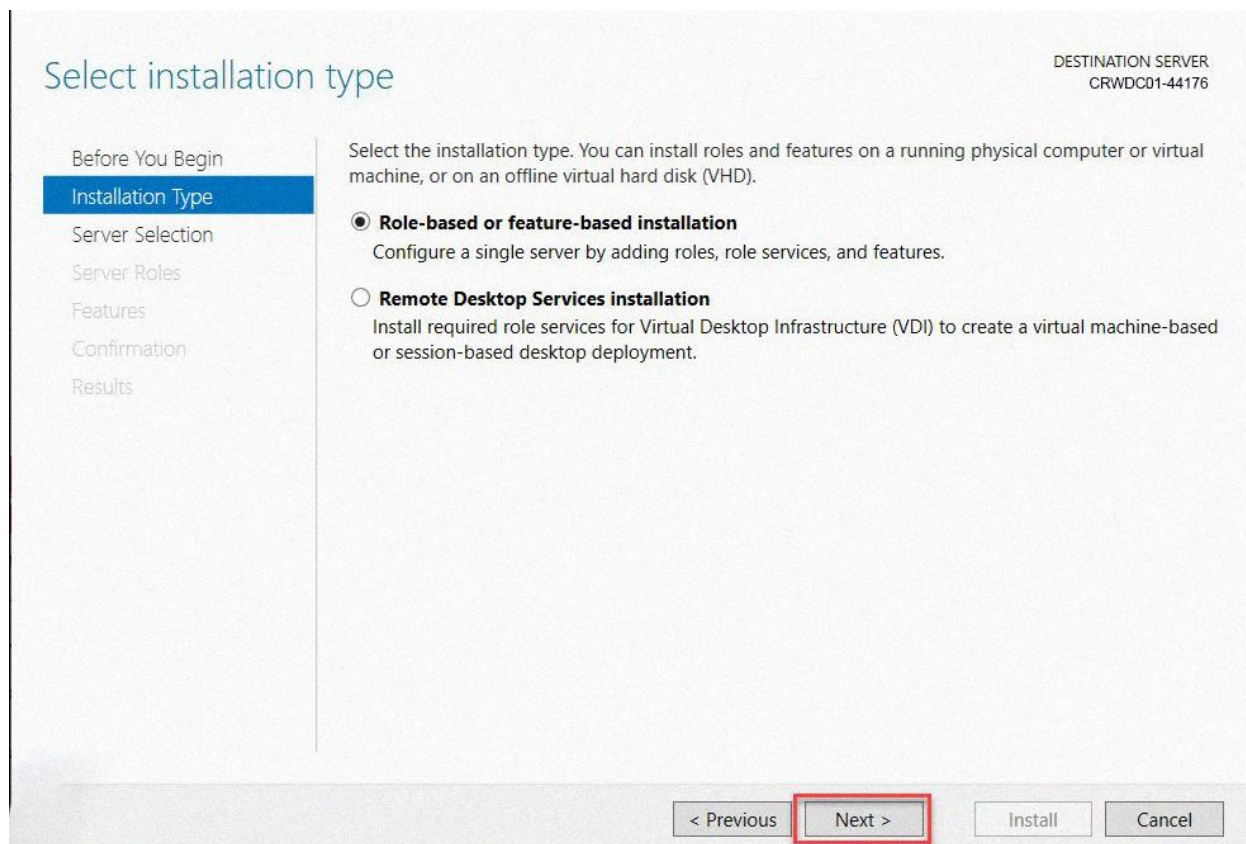 Select installation type
DESTINATION SERVER
CRWDC01-44176
Before You Begin
Installation Type
Server Selection
Server Roles
Features
Confirmation
Results
Select the installation type. You can install roles and features on a running physical computer or virtual
machine, or on an offline virtual hard disk (VHD).
Role-based or feature-based installation
Configure a single server by adding roles, role services, and features.
Remote Desktop Services installation
Install required role services for Virtual Desktop Infrastructure (VDI) to create a virtual machine-based
or session-based desktop deployment.
< Previous
Next >
Install
Cancel